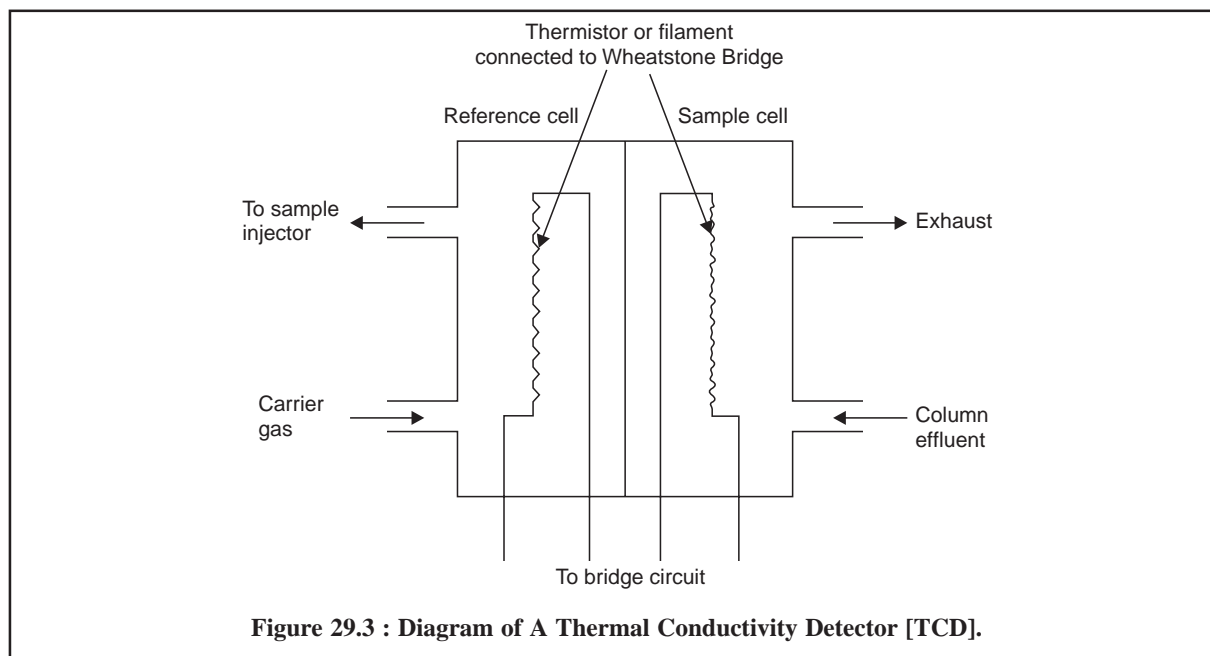 Thermistor or filament
connected to Wheatstone Bridge
Reference cell
Sample cell
To sample
injector
Exhaust
Carrier
gas
Column
effluent
To bridge circuit
Figure 29.3 : Diagram of A Thermal Conductivity Detector [TCD].